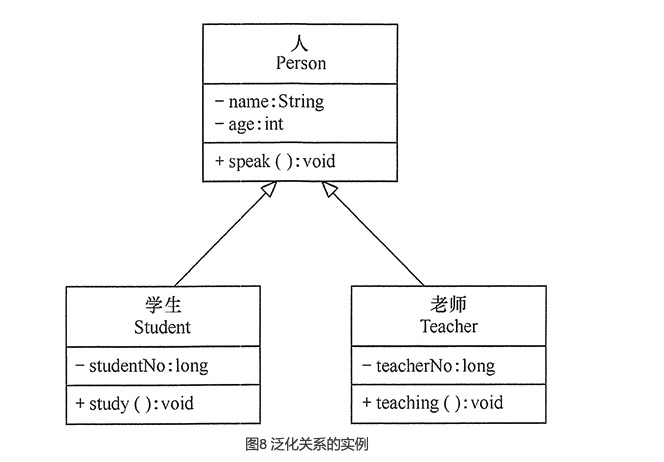 人
Person
- name:String
- age:int
+ speak ( ):void
学生
Student
- studentNo:long
+ study ( ):void
老师
Teacher
- teacherNo:long
+ teaching ( ):void
图8 泛化关系的实例